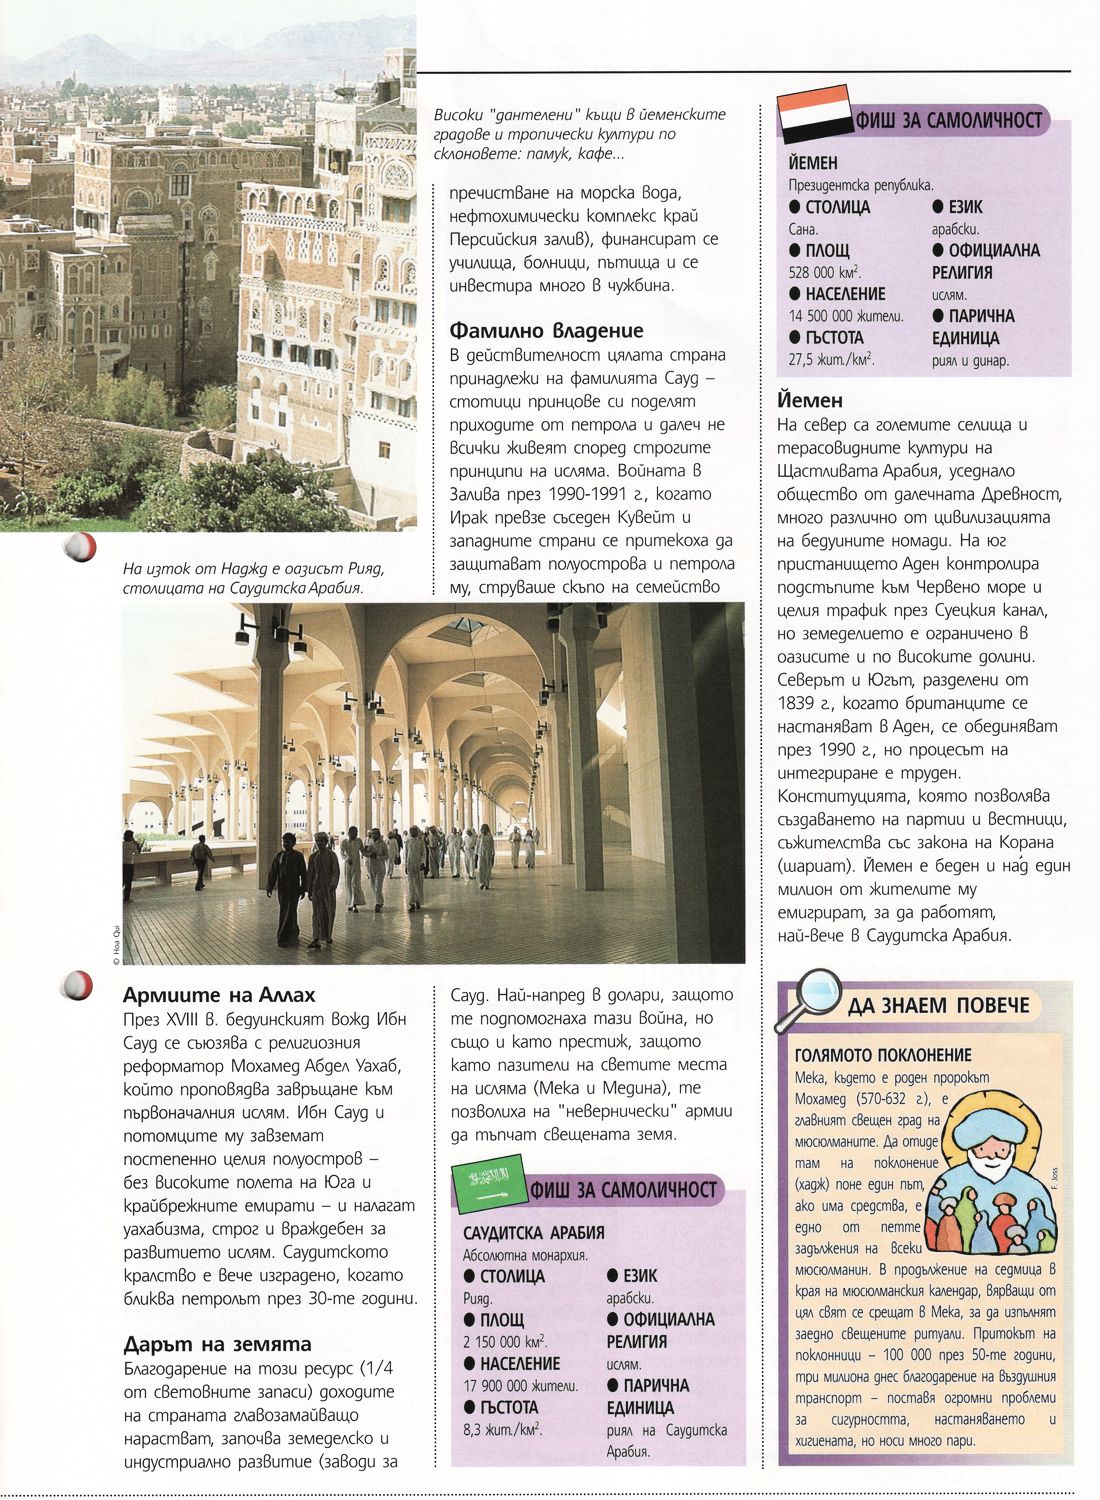 Високи "дантелени" къщи в йеменските
градове и тропически култури по
склоновете: памук, кафе...
На изток от Наджд е оазисът Рияд,
столицата на Саудитска Арабия.
© Hoa Qui
Армиите на Аллах
През XVIII в. бедуинският вожд Ибн
Сауд се съюзява с религиозния
реформатор Мохамед Абдел Уахаб,
който проповядва завръщане към
първоначалния ислям. Ибн Сауд и
потомците му завземат
постепенно целия полуостров –
без високите полета на Юга и
крайбрежните емирати – и налагат
уахабизма, строг и враждебен за
развитието ислям. Саудитското
кралство е вече изградено, когато
бликва петролът през 30-те години.
Дарът на земята
Благодарение на този ресурс (1/4
от световните запаси) доходите
на страната главозамайващо
нарастват, започва земеделско и
индустриално развитие (заводи за
пречистване на морска вода,
нефтохимически комплекс край
Персийския залив), финансират се
училища, болници, пътища и се
инвестира много в чужбина.
Фамилно владение
В действителност цялата страна
принадлежи на фамилията Сауд –
стотици принцове си поделят
приходите от петрола и далеч не
всички живеят според строгите
принципи на исляма. Войната в
Залива през 1990-1991 г., когато
Ирак превзе съседен Кувейт и
западните страни се притекоха да
защитават полуострова и петрола
му, струваше скъпо на семейство
Сауд. Най-напред в долари, защото
те подпомогнаха тази война, но
също и като престиж, защото
като пазители на светите места
на исляма (Мека и Медина), те
позволиха на "невернически" армии
да тъпчат свещената земя.
ФИШ ЗА САМОЛИЧНОСТ
САУДИТСКА АРАБИЯ
Абсолютна монархия.
● СТОЛИЦА
Рияд.
● ПЛОЩ
2 150 000 км².
● НАСЕЛЕНИЕ
17 900 000 жители.
● ГЪСТОТА
8,3 жит./км².
● ЕЗИК
арабски.
● ОФИЦИАЛНА
РЕЛИГИЯ
ислям.
● ПАРИЧНА
ЕДИНИЦА
риял на Саудитска
Арабия.
ФИШ ЗА САМОЛИЧНОСТ
ЙЕМЕН
Президентска република.
● СТОЛИЦА
Сана.
● ПЛОЩ
528 000 км².
● НАСЕЛЕНИЕ
14 500 000 жители.
● ГЪСТОТА
27,5 жит./км².
● ЕЗИК
арабски.
● ОФИЦИАЛНА
РЕЛИГИЯ
ислям.
● ПАРИЧНА
ЕДИНИЦА
риял и динар.
Йемен
На север са големите селища и
терасовидните култури на
Щастливата Арабия, уседнало
общество от далечната Древност,
много различно от цивилизацията
на бедуините номади. На юг
пристанището Аден контролира
подстъпите към Червено море и
целия трафик през Суецкия канал,
но земеделието е ограничено в
оазисите и по високите долини.
Северът и Югът, разделени от
1839 г., когато британците се
настаняват в Аден, се обединяват
през 1990 г., но процесът на
интегриране е труден.
Конституцията, която позволява
създаването на партии и вестници,
съжителства със закона на Корана
(шариат). Йемен е беден и на́д един
милион от жителите му
емигрират, за да работят,
най-вече в Саудитска Арабия.
ДА ЗНАЕМ ПОВЕЧЕ
ГОЛЯМОТО ПОКЛОНЕНИЕ
Мека, където е роден пророкът
Мохамед (570-632 г.), е
главният свещен град на
мюсюлманите. Да отиде
там на поклонение
(хадж) поне един път,
ако има средства, е
едно от петте
задължения на всеки
мюсюлманин. В продължение на седмица в
края на мюсюлманския календар, вярващи от
цял свят се срещат в Мека, за да изпълнят
заедно свещените ритуали. Притокът на
поклонници – 100 000 през 50-те години,
три милиона днес благодарение на въздушния
транспорт – поставя огромни проблеми
за сигурността, настаняването и
хигиената, но носи много пари.
F. Joss